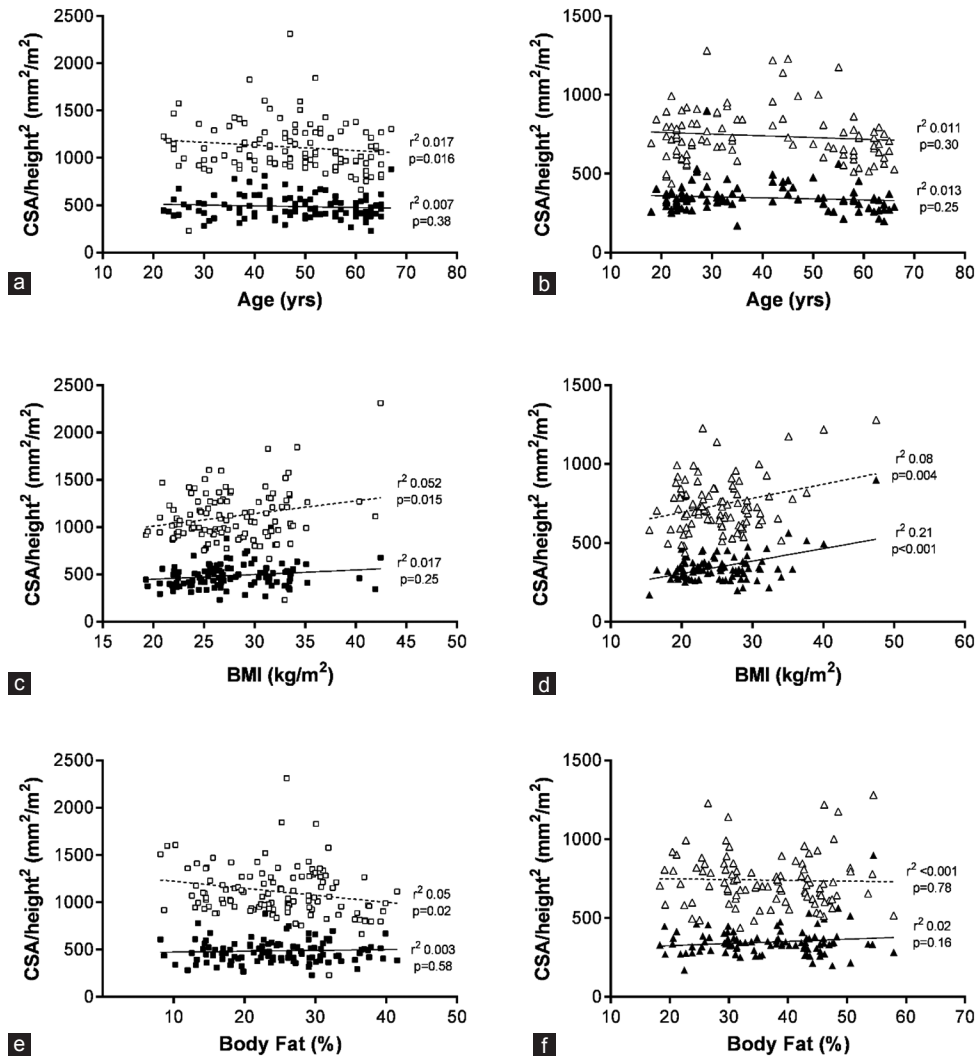 2500
2000
1500
1000
500
0
CSA/height² (mm²/m²)
r² 0.017
p=0.016
r² 0.007
p=0.38
10 20 30 40 50 60 70 80
Age (yrs)
a
1500
1000
500
0
CSA/height² (mm²/m²)
r² 0.011
p=0.30
r² 0.013
p=0.25
10 20 30 40 50 60 70 80
Age (yrs)
b
2500
2000
1500
1000
500
0
CSA/height² (mm²/m²)
r² 0.052
p=0.015
r² 0.017
p=0.25
15 20 25 30 35 40 45 50
BMI (kg/m²)
c
1500
1000
500
0
CSA/height² (mm²/m²)
r² 0.08
p=0.004
r² 0.21
p<0.001
10 20 30 40 50 60
BMI (kg/m²)
d
2500
2000
1500
1000
500
0
CSA/height² (mm²/m²)
r² 0.05
p=0.02
r² 0.003
p=0.58
10 20 30 40 50
Body Fat (%)
e
1500
1000
500
0
CSA/height² (mm²/m²)
r² <0.001
p=0.78
r² 0.02
p=0.16
10 20 30 40 50 60 70
Body Fat (%)
f